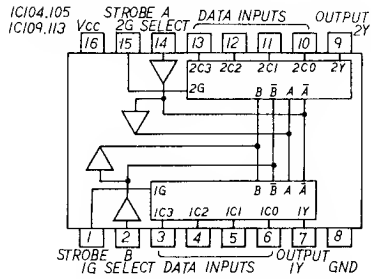 IC104.105
IC109.113
STROBE A
Vcc 2G SELECT DATA INPUTS OUTPUT 2Y
16 15 14 13 12 11 10 9
2C3 2C2 2C1 2C0 2Y
2G
B B̅ A A̅
B B̅ A A̅
1G
1C3 1C2 1C1 1C0 1Y
1 2 3 4 5 6 7 8
STROBE B OUTPUT GND
1G SELECT DATA INPUTS 1Y